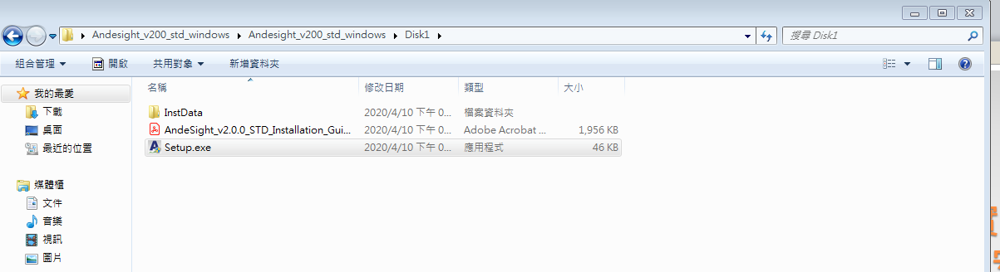 Andesight_v200_std_windows Andesight_v200_std_windows Disk1 搜尋 Disk1
組合管理 開啟 共用對象 新增資料夾
我的最愛
下載
桌面
最近的位置
媒體櫃
文件
音樂
視訊
圖片
名稱 修改日期 類型 大小
InstData 2020/4/10 下午 0... 檔案資料夾
AndeSight_v2.0.0_STD_Installation_Gui... 2020/4/10 下午 0... Adobe Acrobat ... 1,956 KB
Setup.exe 2020/4/10 下午 0... 應用程式 46 KB